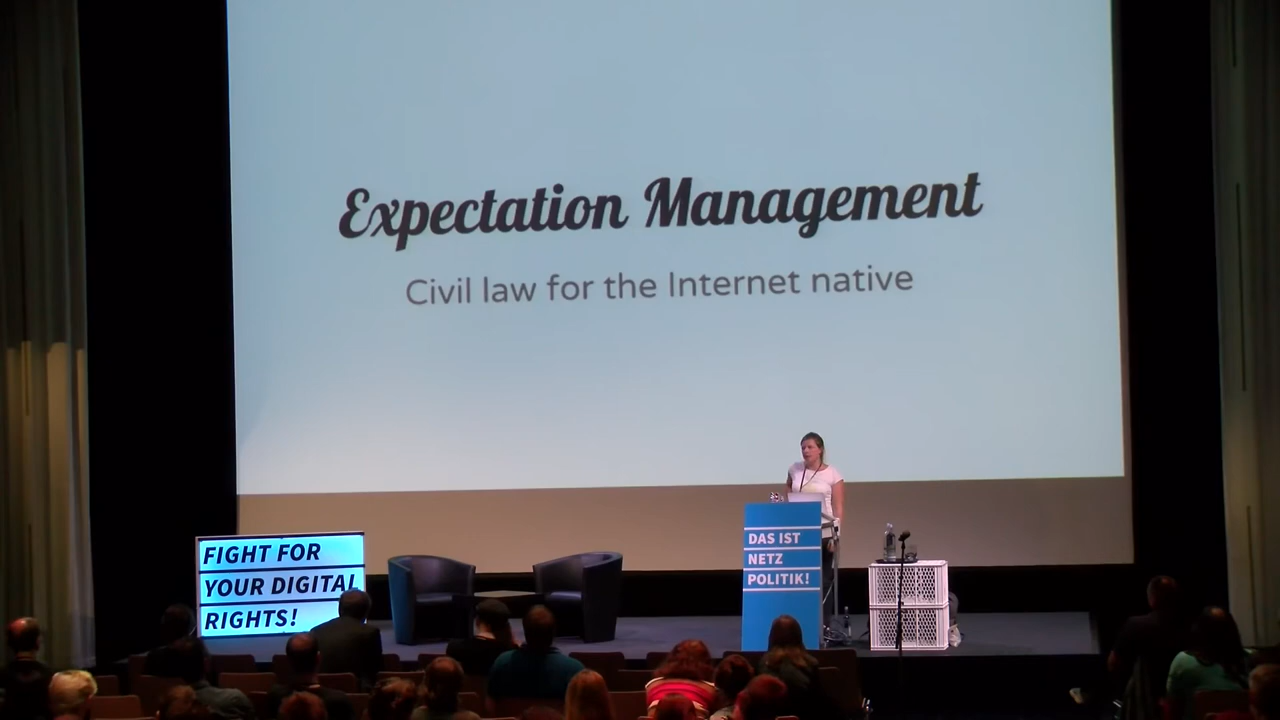 Expectation Management
Civil law for the Internet native
FIGHT FOR
YOUR DIGITAL
RIGHTS!
DAS IST
NETZ
POLITIK!